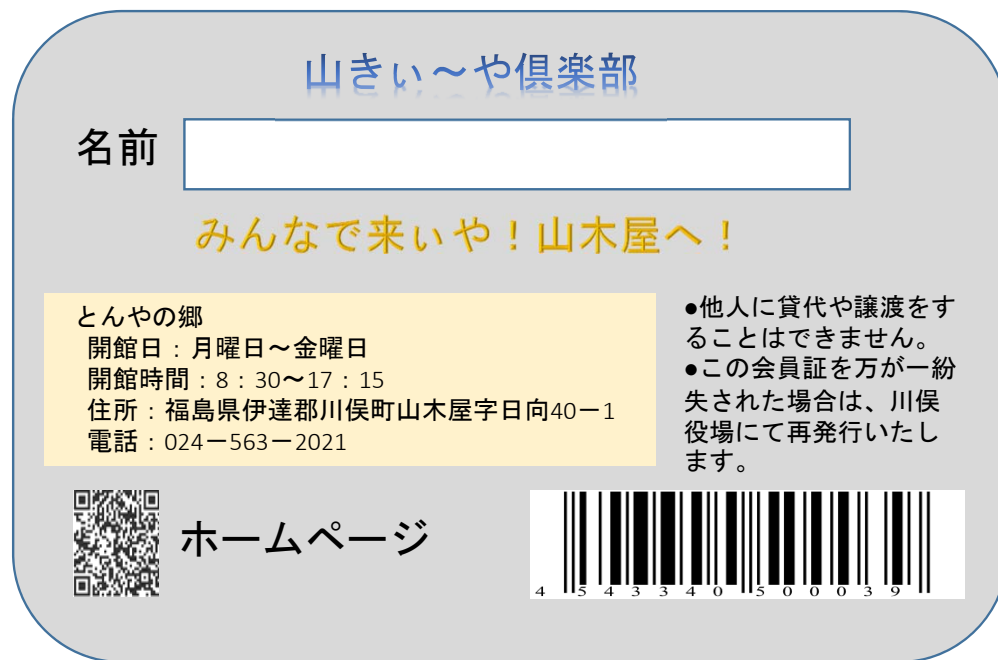 山きぃ～や倶楽部
名前
みんなで来いや！山木屋へ！
とんやの郷
開館日：月曜日～金曜日
開館時間：8：30～17：15
住所：福島県伊達郡川俣町山木屋字日向40ー1
電話：024ー563ー2021
●他人に貸代や譲渡をす
ることはできません。
●この会員証を万が一紛
失された場合は、川俣
役場にて再発行いたし
ます。
ホームページ
4 543340 500039